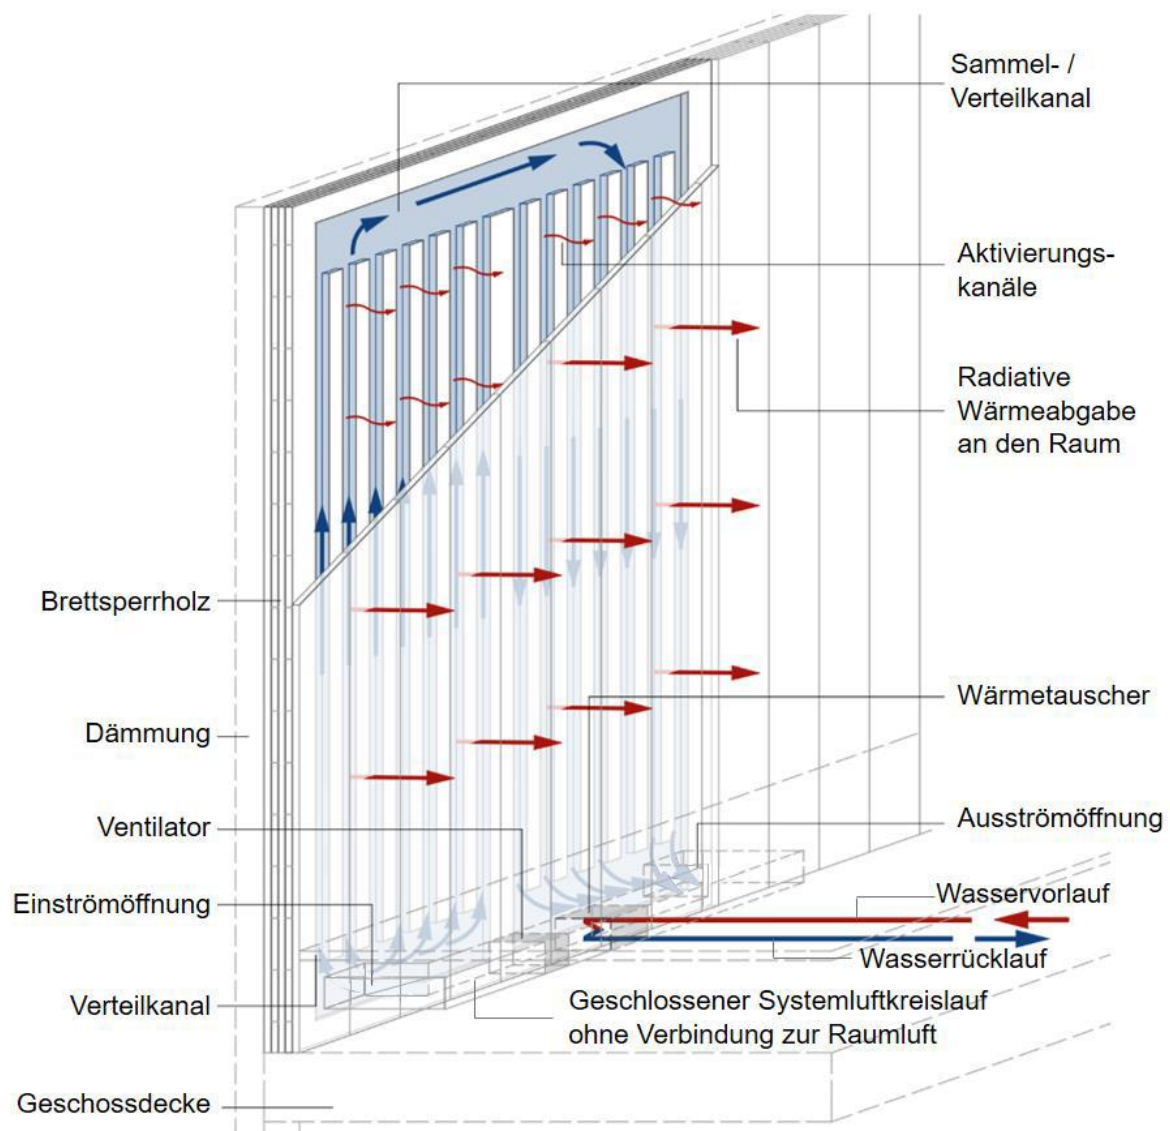 Sammel- /
Verteilkanal
Aktivierungs-
kanäle
Radiative
Wärmeabgabe
an den Raum
Brettsperrholz
Wärmetauscher
Dämmung
Ausströmöffnung
Ventilator
Wasservorlauf
Einströmöffnung
Wasserrücklauf
Verteilkanal
Geschlossener Systemluftkreislauf
ohne Verbindung zur Raumluft
Geschossdecke